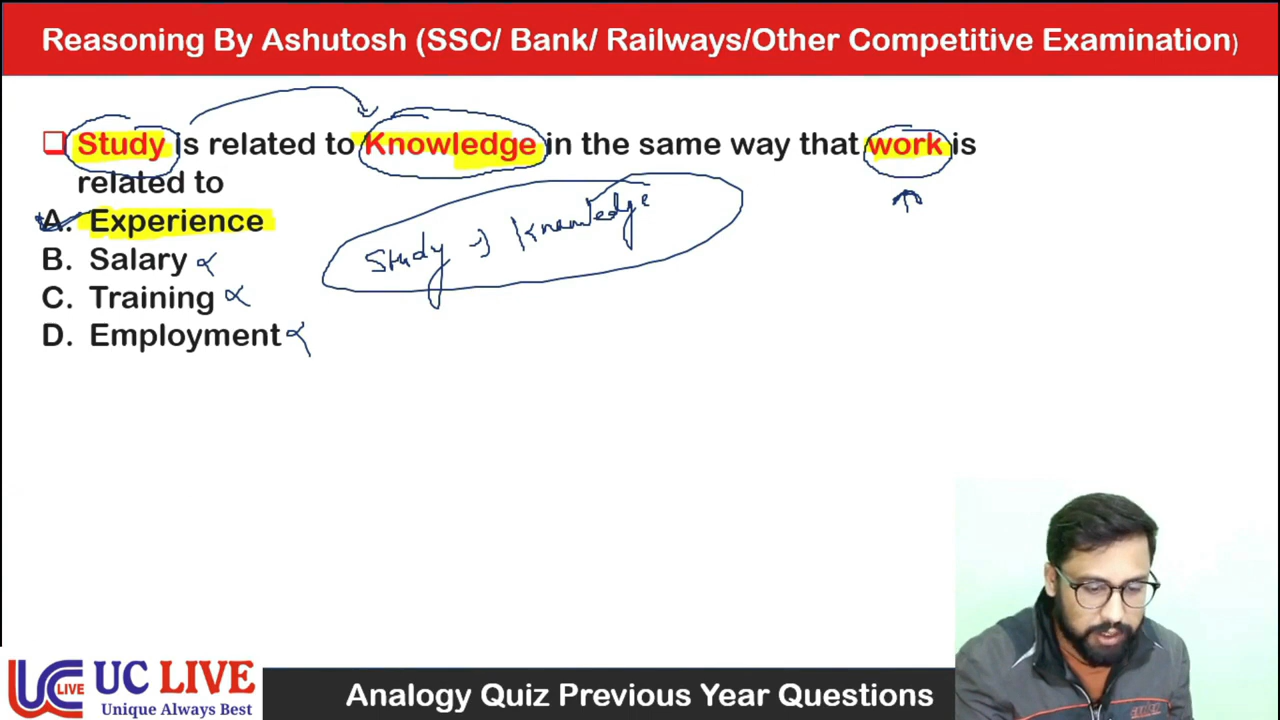 Reasoning By Ashutosh (SSC/ Bank/ Railways/Other Competitive Examination)
Study is related to Knowledge in the same way that work is
related to
A. Experience
B. Salary
C. Training
D. Employment
Study → Knowledge
UC LIVE
UC LIVE
Unique Always Best
Analogy Quiz Previous Year Questions